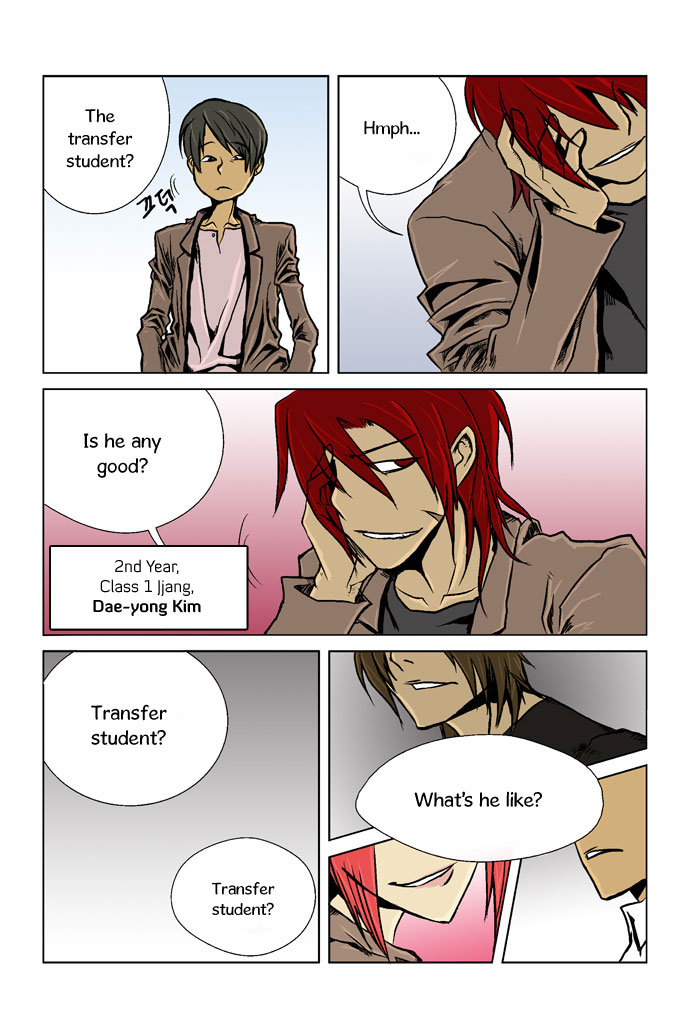 The
transfer
student?
끄덕
Hmph...
Is he any
good?
2nd Year,
Class 1 Jjang,
Dae-yong Kim
Transfer
student?
Transfer
student?
What's he like?